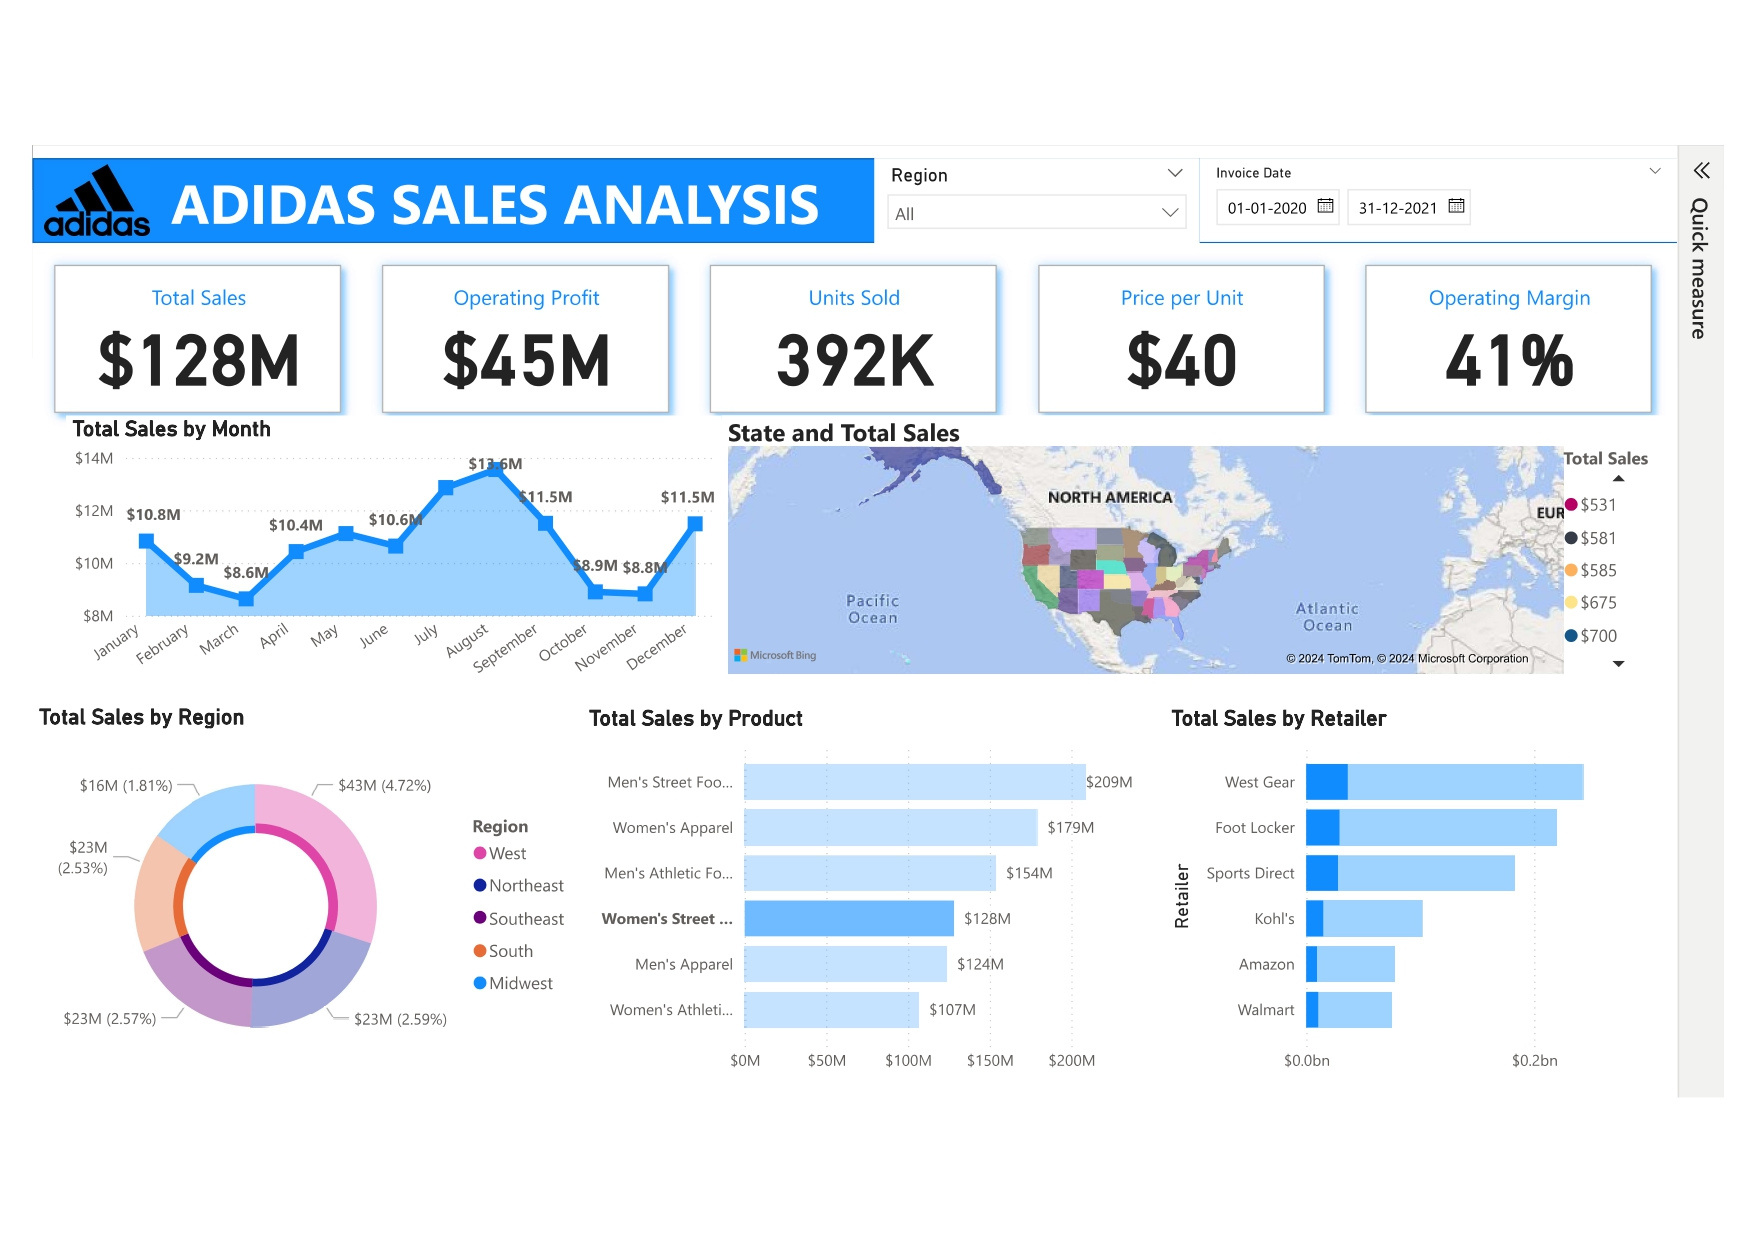 adidas
ADIDAS SALES ANALYSIS
Region
All
Invoice Date
01-01-2020
31-12-2021
Quick measure
Total Sales
$128M
Operating Profit
$45M
Units Sold
392K
Price per Unit
$40
Operating Margin
41%
Total Sales by Month
$14M
$12M
$10M
$8M
$10.8M
$9.2M
$8.6M
$10.4M
$10.6M
$13.6M
$11.5M
$8.9M
$8.8M
$11.5M
January
February
March
April
May
June
July
August
September
October
November
December
State and Total Sales
NORTH AMERICA
EUR
Pacific
Ocean
Atlantic
Ocean
Microsoft Bing
© 2024 TomTom, © 2024 Microsoft Corporation
Total Sales
$531
$581
$585
$675
$700
Total Sales by Region
$16M (1.81%)
$43M (4.72%)
$23M
(2.53%)
$23M (2.57%)
$23M (2.59%)
Region
West
Northeast
Southeast
South
Midwest
Total Sales by Product
Men's Street Foo...
$209M
Women's Apparel
$179M
Men's Athletic Fo...
$154M
Women's Street ...
$128M
Men's Apparel
$124M
Women's Athleti...
$107M
$0M
$50M
$100M
$150M
$200M
Total Sales by Retailer
Retailer
West Gear
Foot Locker
Sports Direct
Kohl's
Amazon
Walmart
$0.0bn
$0.2bn